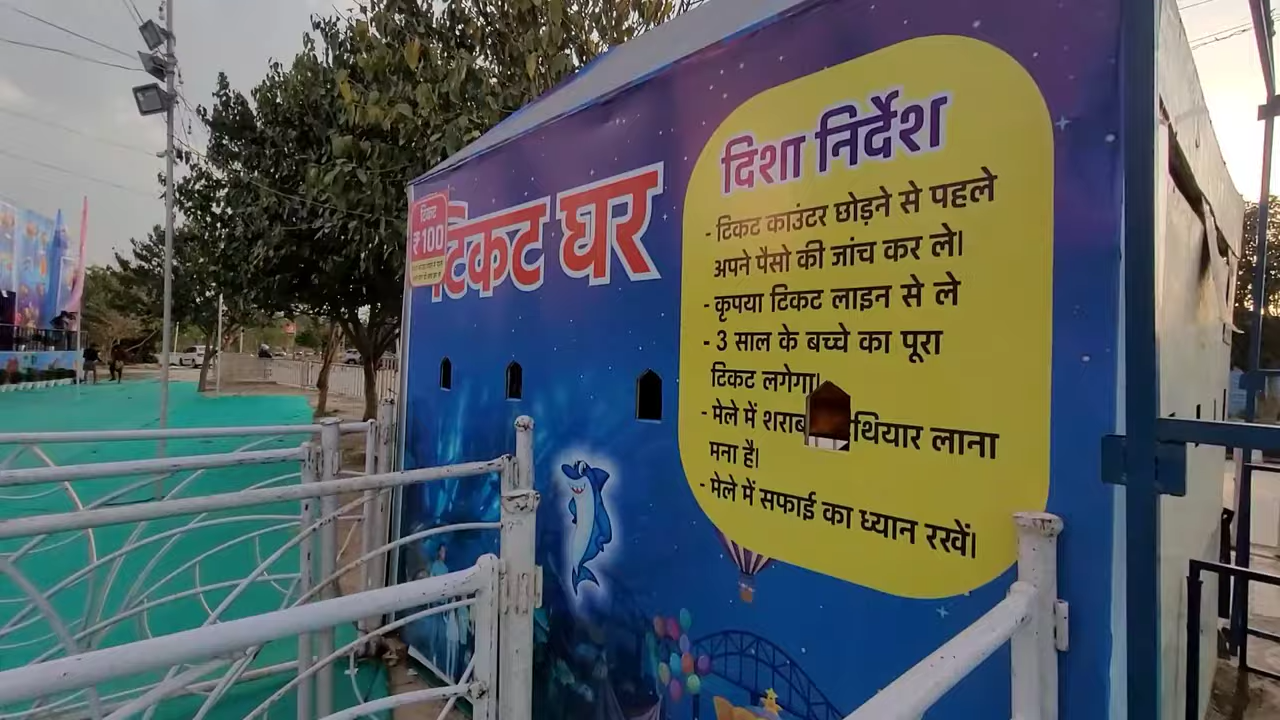 टिकट
₹ 100
टिकट घर
दिशा निर्देश
- टिकट काउंटर छोड़ने से पहले
अपने पैसो की जांच कर ले।
- कृपया टिकट लाइन से ले
- 3 साल के बच्चे का पूरा
टिकट लगेगा।
- मेले में शराब थियार लाना
मना है।
- मेले में सफाई का ध्यान रखें।